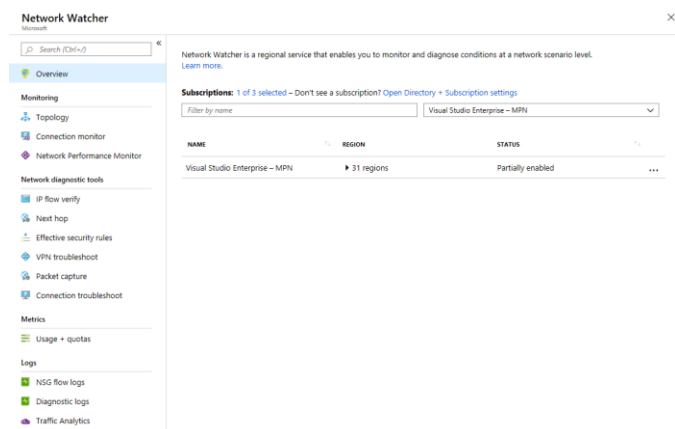 Network Watcher
Microsoft
Search (Ctrl+/)
«
Overview
Monitoring
Topology
Connection monitor
Network Performance Monitor
Network diagnostic tools
IP flow verify
Next hop
Effective security rules
VPN troubleshoot
Packet capture
Connection troubleshoot
Metrics
Usage + quotas
Logs
NSG flow logs
Diagnostic logs
Traffic Analytics
Network Watcher is a regional service that enables you to monitor and diagnose conditions at a network scenario level.
Learn more.
Subscriptions: 1 of 3 selected – Don't see a subscription? Open Directory + Subscription settings
Filter by name
Visual Studio Enterprise – MPN
NAME REGION STATUS
Visual Studio Enterprise – MPN 31 regions Partially enabled ...